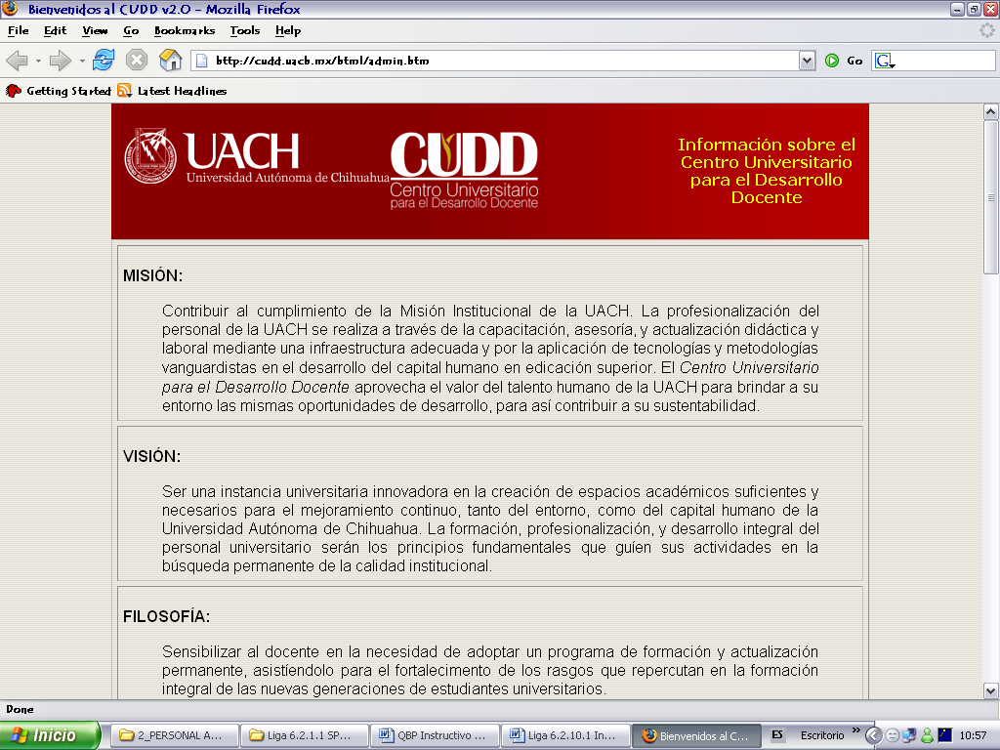 Bienvenidos al CUDD v2.0 - Mozilla Firefox
File Edit View Go Bookmarks Tools Help
http://cudd.uach.mx/html/admin.htm Go G
Getting Started Latest Headlines
UACH
Universidad Autónoma de Chihuahua
CUDD
Centro Universitario
para el Desarrollo Docente
Información sobre el
Centro Universitario
para el Desarrollo
Docente
MISIÓN:
Contribuir al cumplimiento de la Misión Institucional de la UACH. La profesionalización del
personal de la UACH se realiza a través de la capacitación, asesoría, y actualización didáctica y
laboral mediante una infraestructura adecuada y por la aplicación de tecnologías y metodologías
vanguardistas en el desarrollo del capital humano en edicación superior. El Centro Universitario
para el Desarrollo Docente aprovecha el valor del talento humano de la UACH para brindar a su
entorno las mismas oportunidades de desarrollo, para así contribuir a su sustentabilidad.
VISIÓN:
Ser una instancia universitaria innovadora en la creación de espacios académicos suficientes y
necesarios para el mejoramiento continuo, tanto del entorno, como del capital humano de la
Universidad Autónoma de Chihuahua. La formación, profesionalización, y desarrollo integral del
personal universitario serán los principios fundamentales que guíen sus actividades en la
búsqueda permanente de la calidad institucional.
FILOSOFÍA:
Sensibilizar al docente en la necesidad de adoptar un programa de formación y actualización
permanente, asistíendolo para el fortalecimento de los rasgos que repercutan en la formación
integral de las nuevas generaciones de estudiantes universitarios.
Done
Inicio 2_PERSONAL A... Liga 6.2.1.1 SP... QBP Instructivo ... Liga 6.2.10.1 In... Bienvenidos al C... ES Escritorio » 10:57